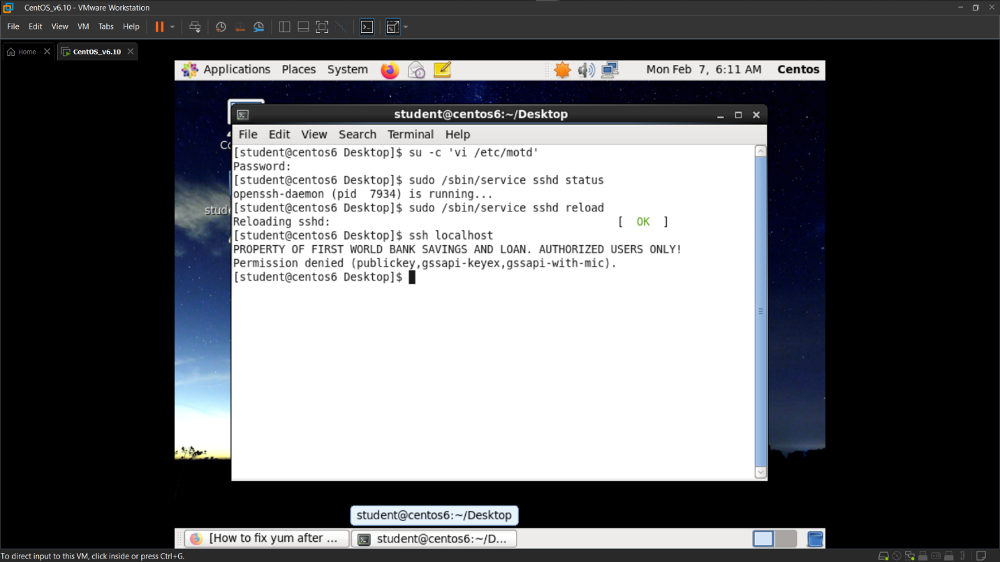 CentOS_v6.10 - VMware Workstation
File Edit View VM Tabs Help
Home CentOS_v6.10
Applications Places System Mon Feb 7, 6:11 AM Centos
student@centos6:~/Desktop
File Edit View Search Terminal Help
[student@centos6 Desktop]$ su -c 'vi /etc/motd'
Password:
[student@centos6 Desktop]$ sudo /sbin/service sshd status
openssh-daemon (pid  7934) is running...
[student@centos6 Desktop]$ sudo /sbin/service sshd reload
Reloading sshd: [  OK  ]
[student@centos6 Desktop]$ ssh localhost
PROPERTY OF FIRST WORLD BANK SAVINGS AND LOAN. AUTHORIZED USERS ONLY!
Permission denied (publickey,gssapi-keyex,gssapi-with-mic).
[student@centos6 Desktop]$
student@centos6:~/Desktop
[How to fix yum after ... student@centos6:~/D...
To direct input to this VM, click inside or press Ctrl+G.